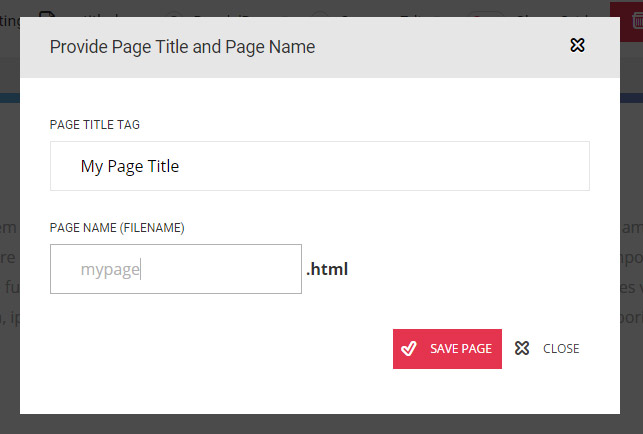 Provide Page Title and Page Name
PAGE TITLE TAG
My Page Title
PAGE NAME (FILENAME)
mypage .html
SAVE PAGE CLOSE